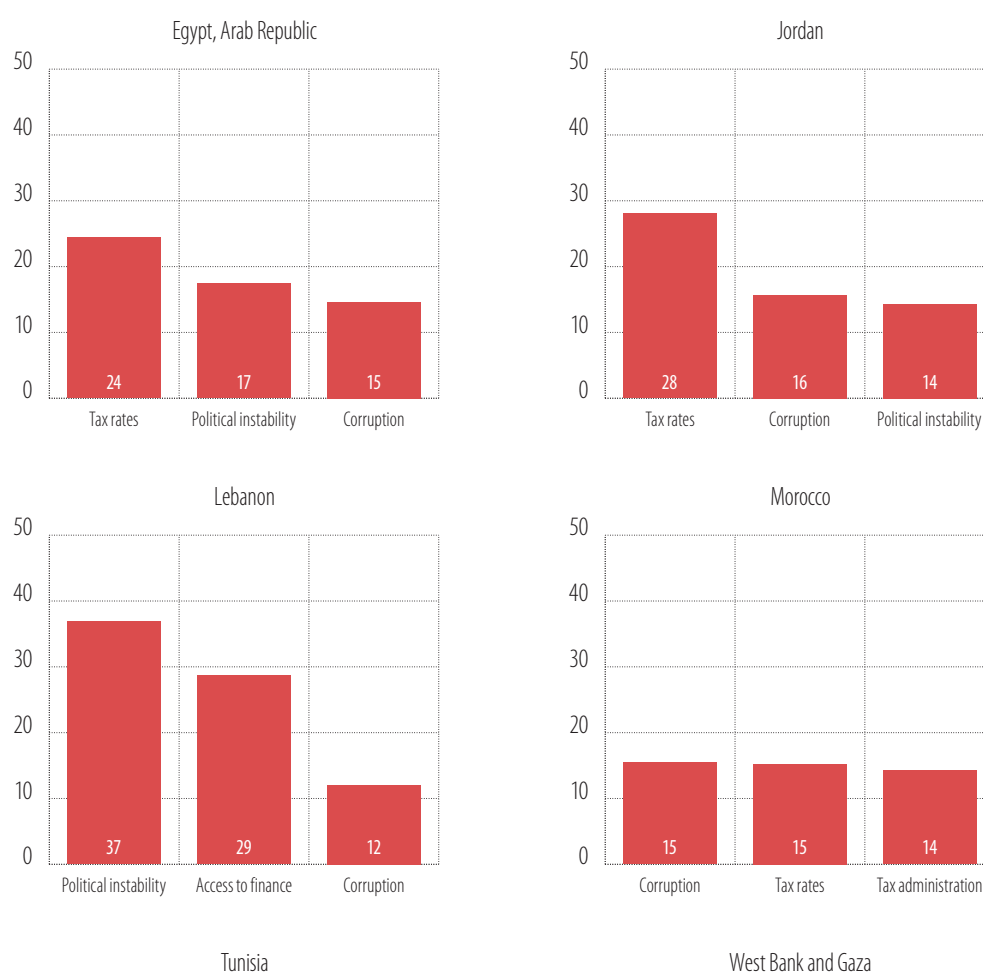 Egypt, Arab Republic
50
40
30
20
10
0
24
17
15
Tax rates
Political instability
Corruption
Jordan
50
40
30
20
10
0
28
16
14
Tax rates
Corruption
Political instability
Lebanon
50
40
30
20
10
0
37
29
12
Political instability
Access to finance
Corruption
Morocco
50
40
30
20
10
0
15
15
14
Corruption
Tax rates
Tax administration
Tunisia
West Bank and Gaza